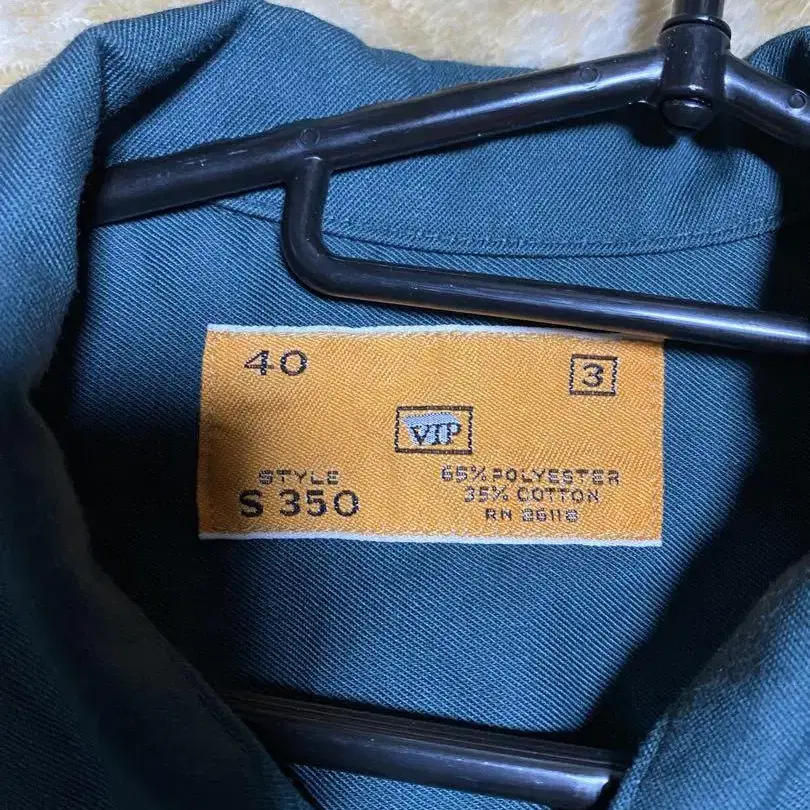 40
3
VIP
STYLE
S 350
65% POLYESTER
35% COTTON
RN 26118